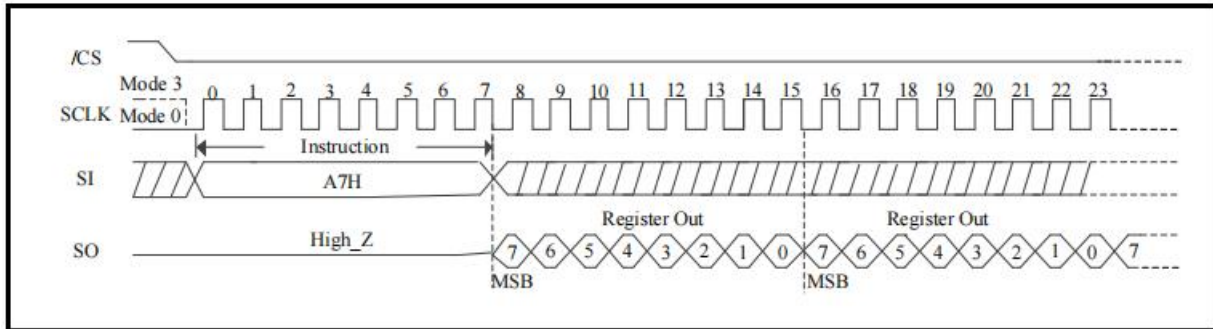 /CS
Mode 3
0 1 2 3 4 5 6 7 8 9 10 11 12 13 14 15 16 17 18 19 20 21 22 23
SCLK Mode 0
Instruction
SI A7H
Register Out Register Out
SO High_Z 7 6 5 4 3 2 1 0 7 6 5 4 3 2 1 0 7
MSB MSB